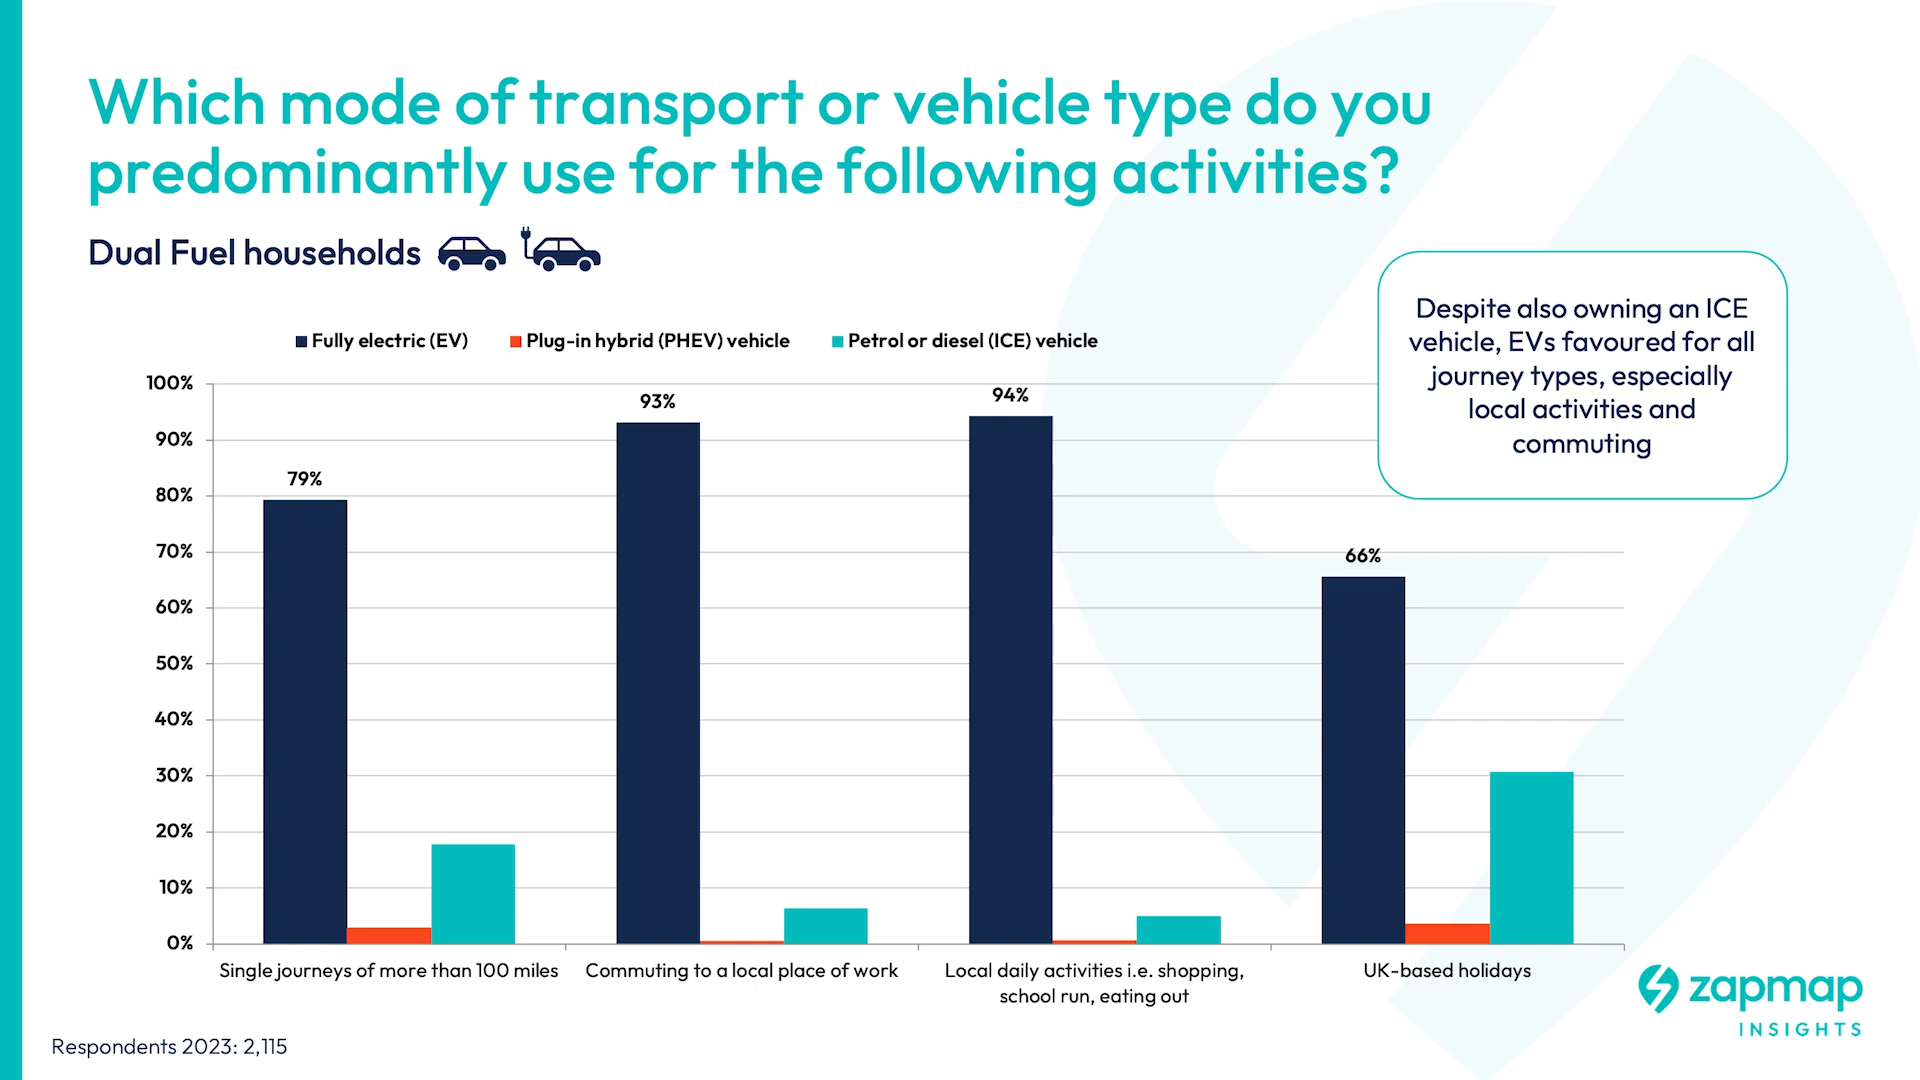 Which mode of transport or vehicle type do you
predominantly use for the following activities?
Dual Fuel households
Despite also owning an ICE
vehicle, EVs favoured for all
journey types, especially
local activities and
commuting
Fully electric (EV) Plug-in hybrid (PHEV) vehicle Petrol or diesel (ICE) vehicle
100%
90%
80%
70%
60%
50%
40%
30%
20%
10%
0%
79%
93%
94%
66%
Single journeys of more than 100 miles
Commuting to a local place of work
Local daily activities i.e. shopping,
school run, eating out
UK-based holidays
zapmap
INSIGHTS
Respondents 2023: 2,115